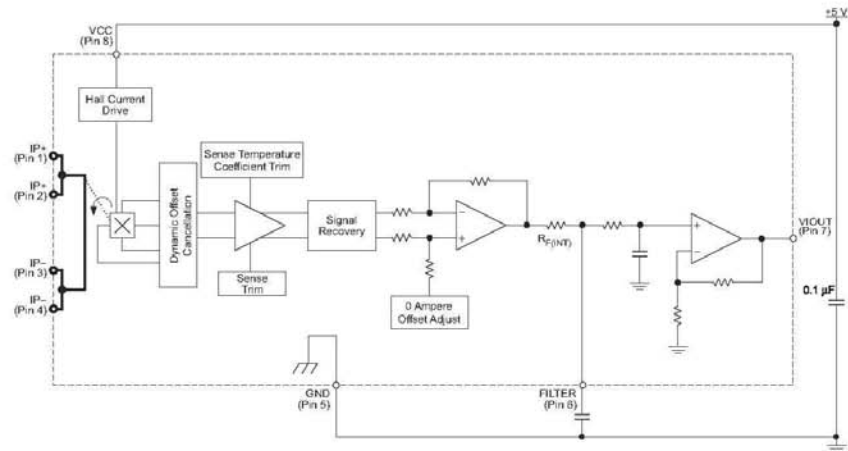 +5 V
VCC
(Pin 8)
Hall Current
Drive
IP+
(Pin 1)
IP+
(Pin 2)
IP−
(Pin 3)
IP−
(Pin 4)
Dynamic Offset
Cancellation
Sense Temperature
Coefficient Trim
Sense
Trim
Signal
Recovery
0 Ampere
Offset Adjust
−
+
RF(INT)
+
−
VIOUT
(Pin 7)
0.1 µF
GND
(Pin 5)
FILTER
(Pin 6)